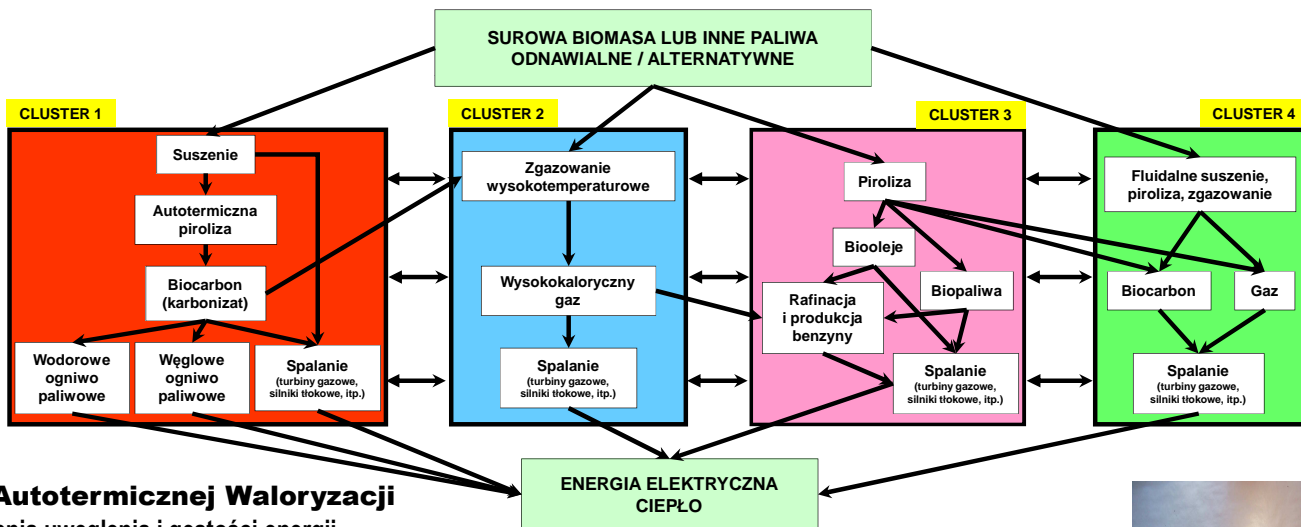 SUROWA BIOMASA LUB INNE PALIWA
ODNAWIALNE / ALTERNATYWNE
CLUSTER 1
CLUSTER 2
CLUSTER 3
CLUSTER 4
Suszenie
Autotermiczna
piroliza
Biocarbon
(karbonizat)
Wodorowe
ogniwo
paliwowe
Węglowe
ogniwo
paliwowe
Spalanie
(turbiny gazowe,
silniki tłokowe, itp.)
Zgazowanie
wysokotemperaturowe
Wysokokaloryczny
gaz
Spalanie
(turbiny gazowe,
silniki tłokowe, itp.)
Piroliza
Biooleje
Rafinacja
i produkcja
benzyny
Biopaliwa
Spalanie
(turbiny gazowe,
silniki tłokowe, itp.)
Fluidalne suszenie,
piroliza, zgazowanie
Biocarbon
Gaz
Spalanie
(turbiny gazowe,
silniki tłokowe, itp.)
ENERGIA ELEKTRYCZNA
CIEPŁO
Autotermicznej Waloryzacji
uwęglenia i gęstości energii